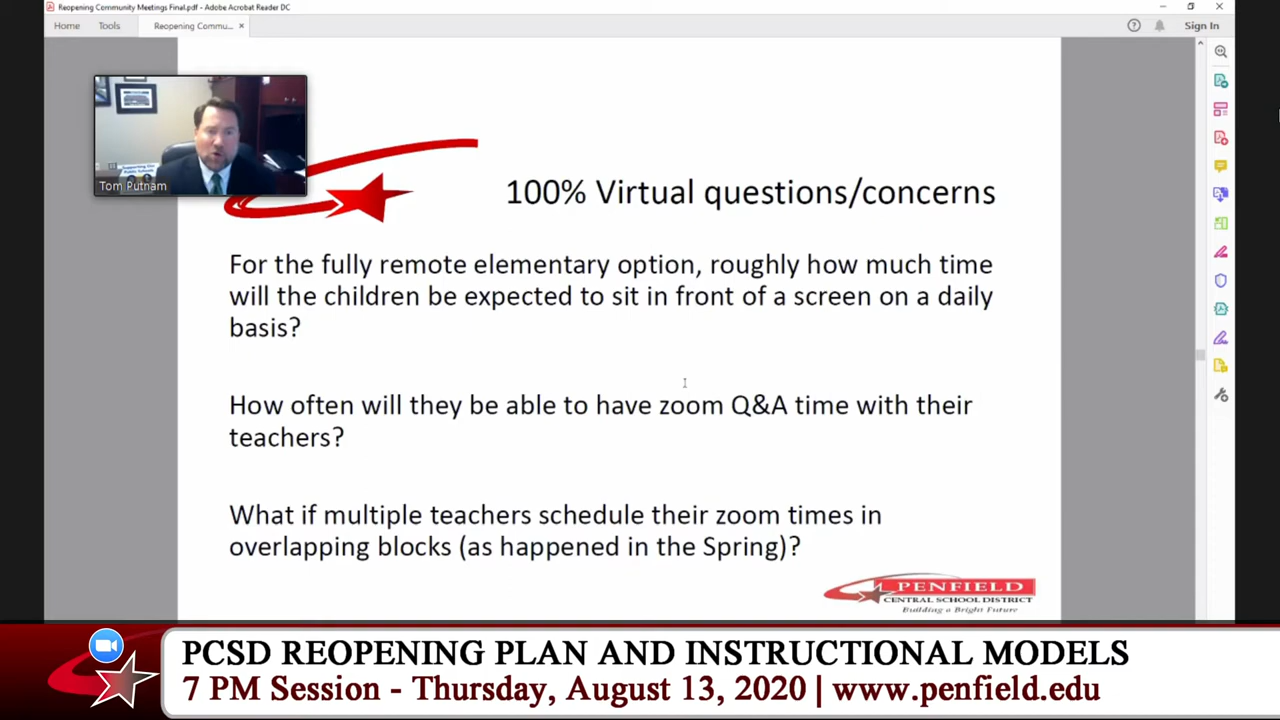 Reopening Community Meetings Final.pdf - Adobe Acrobat Reader DC
Home Tools Reopening Commu... × Sign In
Tom Putnam
100% Virtual questions/concerns
For the fully remote elementary option, roughly how much time
will the children be expected to sit in front of a screen on a daily
basis?
How often will they be able to have zoom Q&A time with their
teachers?
What if multiple teachers schedule their zoom times in
overlapping blocks (as happened in the Spring)?
PENFIELD
CENTRAL SCHOOL DISTRICT
Building a Bright Future
PCSD REOPENING PLAN AND INSTRUCTIONAL MODELS
7 PM Session - Thursday, August 13, 2020 | www.penfield.edu